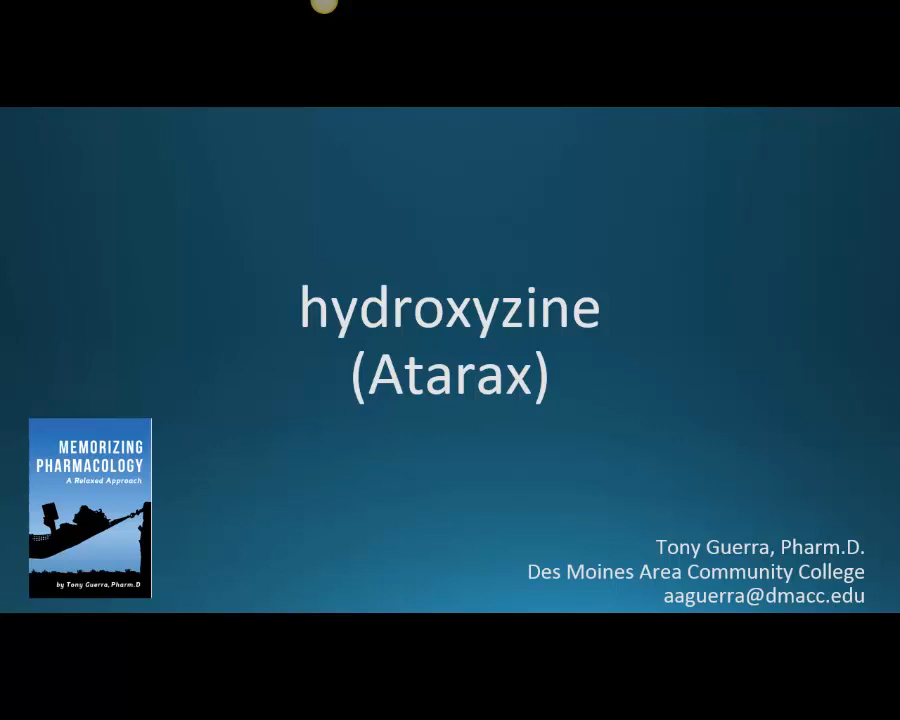 hydroxyzine
(Atarax)
MEMORIZING
PHARMACOLOGY
A Relaxed Approach
by Tony Guerra, Pharm.D
Tony Guerra, Pharm.D.
Des Moines Area Community College
aaguerra@dmacc.edu